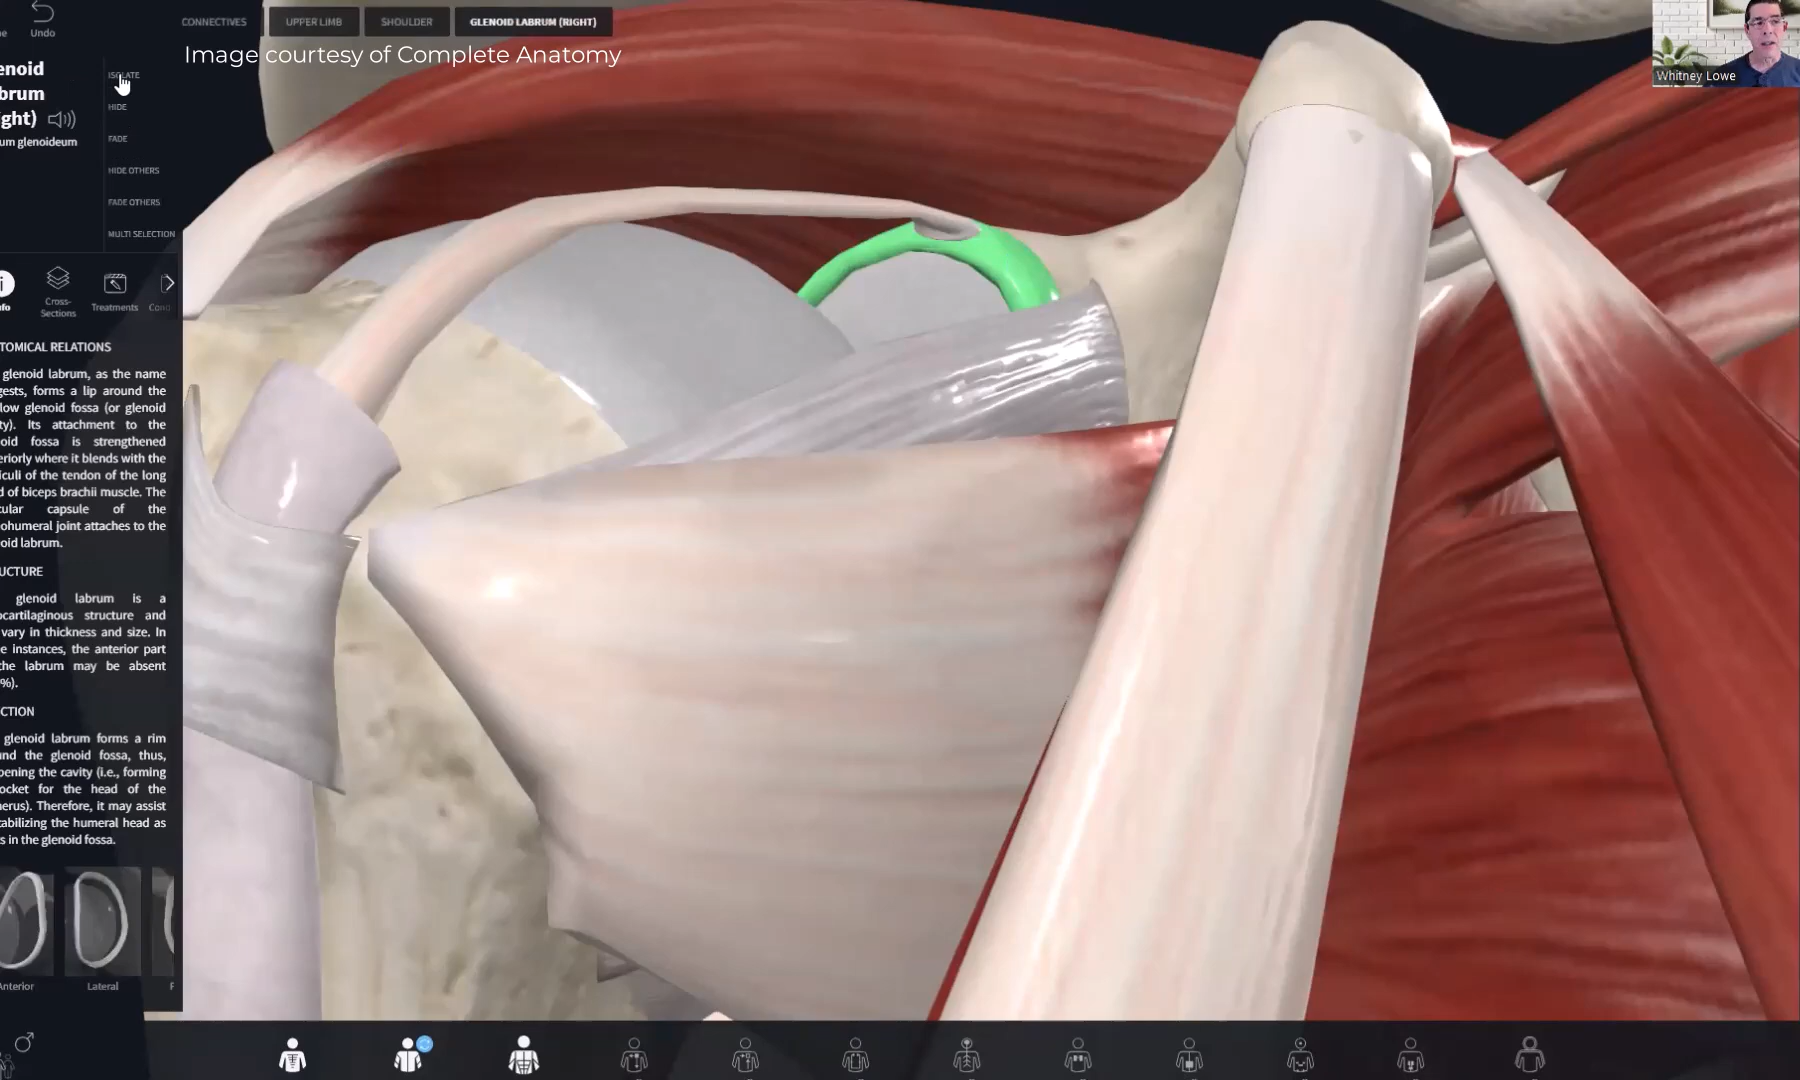 Undo
CONNECTIVES UPPER LIMB SHOULDER GLENOID LABRUM (RIGHT)
Image courtesy of Complete Anatomy
Whitney Lowe
enoid
brum
ght)
um glenoideum
ISOLATE
HIDE
FADE
HIDE OTHERS
FADE OTHERS
MULTI SELECTION
nfo
Cross-
Sections
Treatments
Cond
TOMICAL RELATIONS
glenoid labrum, as the name
gests, forms a lip around the
low glenoid fossa (or glenoid
ty). Its attachment to the
oid fossa is strengthened
eriorly where it blends with the
iculi of the tendon of the long
d of biceps brachii muscle. The
cular capsule of the
ohumeral joint attaches to the
oid labrum.
UCTURE
glenoid labrum is a
ocartilaginous structure and
vary in thickness and size. In
e instances, the anterior part
the labrum may be absent
%).
CTION
glenoid labrum forms a rim
und the glenoid fossa, thus,
pening the cavity (i.e., forming
ocket for the head of the
erus). Therefore, it may assist
tabilizing the humeral head as
s in the glenoid fossa.
Anterior
Lateral